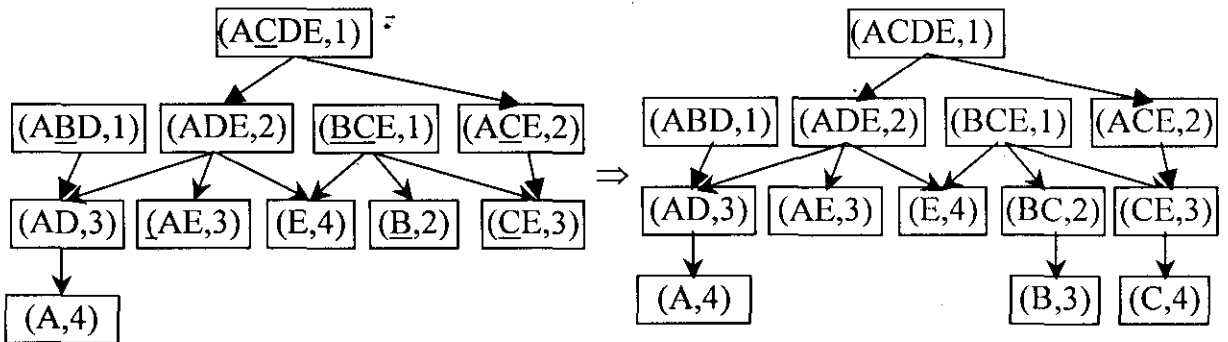 (ACDE,1) (ACDE,1)
(ABD,1) (ADE,2) (BCE,1) (ACE,2) (ABD,1) (ADE,2) (BCE,1) (ACE,2)
⇒
(AD,3) (AE,3) (E,4) (B,2) (CE,3) (AD,3) (AE,3) (E,4) (BC,2) (CE,3)
(A,4) (A,4) (B,3) (C,4)